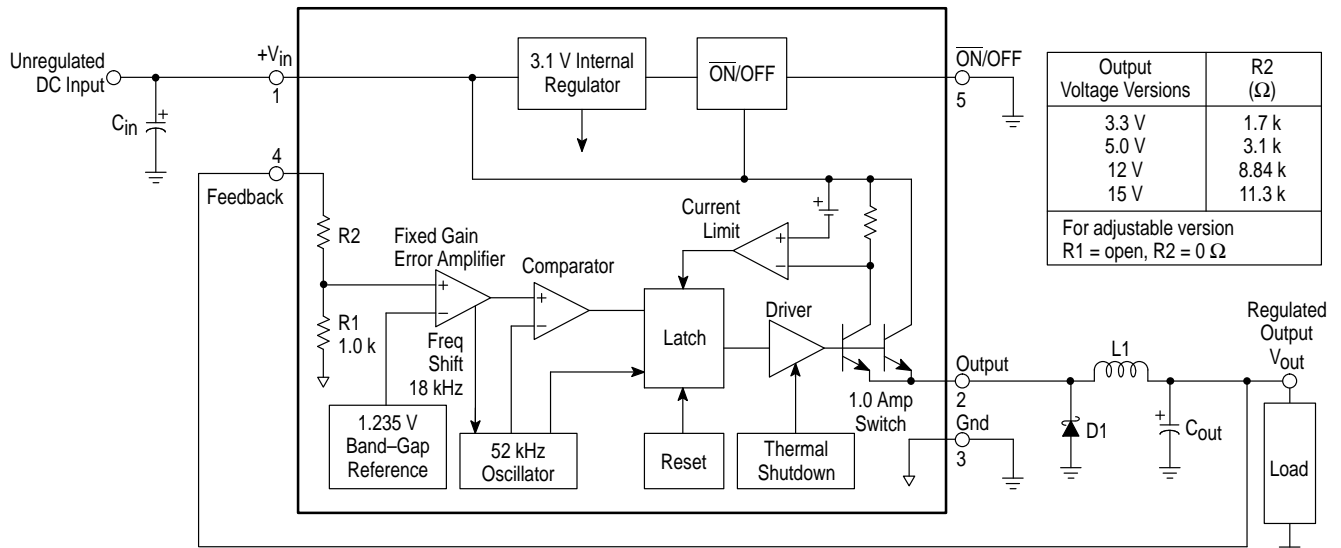 Unregulated
DC Input
Cin
+
+Vin
1
4
Feedback
3.1 V Internal
Regulator
ON/OFF
ON/OFF
5
Output
Voltage Versions
R2
(Ω)
3.3 V
1.7 k
5.0 V
3.1 k
12 V
8.84 k
15 V
11.3 k
For adjustable version
R1 = open, R2 = 0 Ω
R2
R1
1.0 k
Fixed Gain
Error Amplifier
+
–
Freq
Shift
18 kHz
Comparator
+
–
Current
Limit
+
–
+
Latch
Driver
1.0 Amp
Switch
1.235 V
Band–Gap
Reference
52 kHz
Oscillator
Reset
Thermal
Shutdown
Output
2
Gnd
3
D1
L1
+
Cout
Regulated
Output
Vout
Load